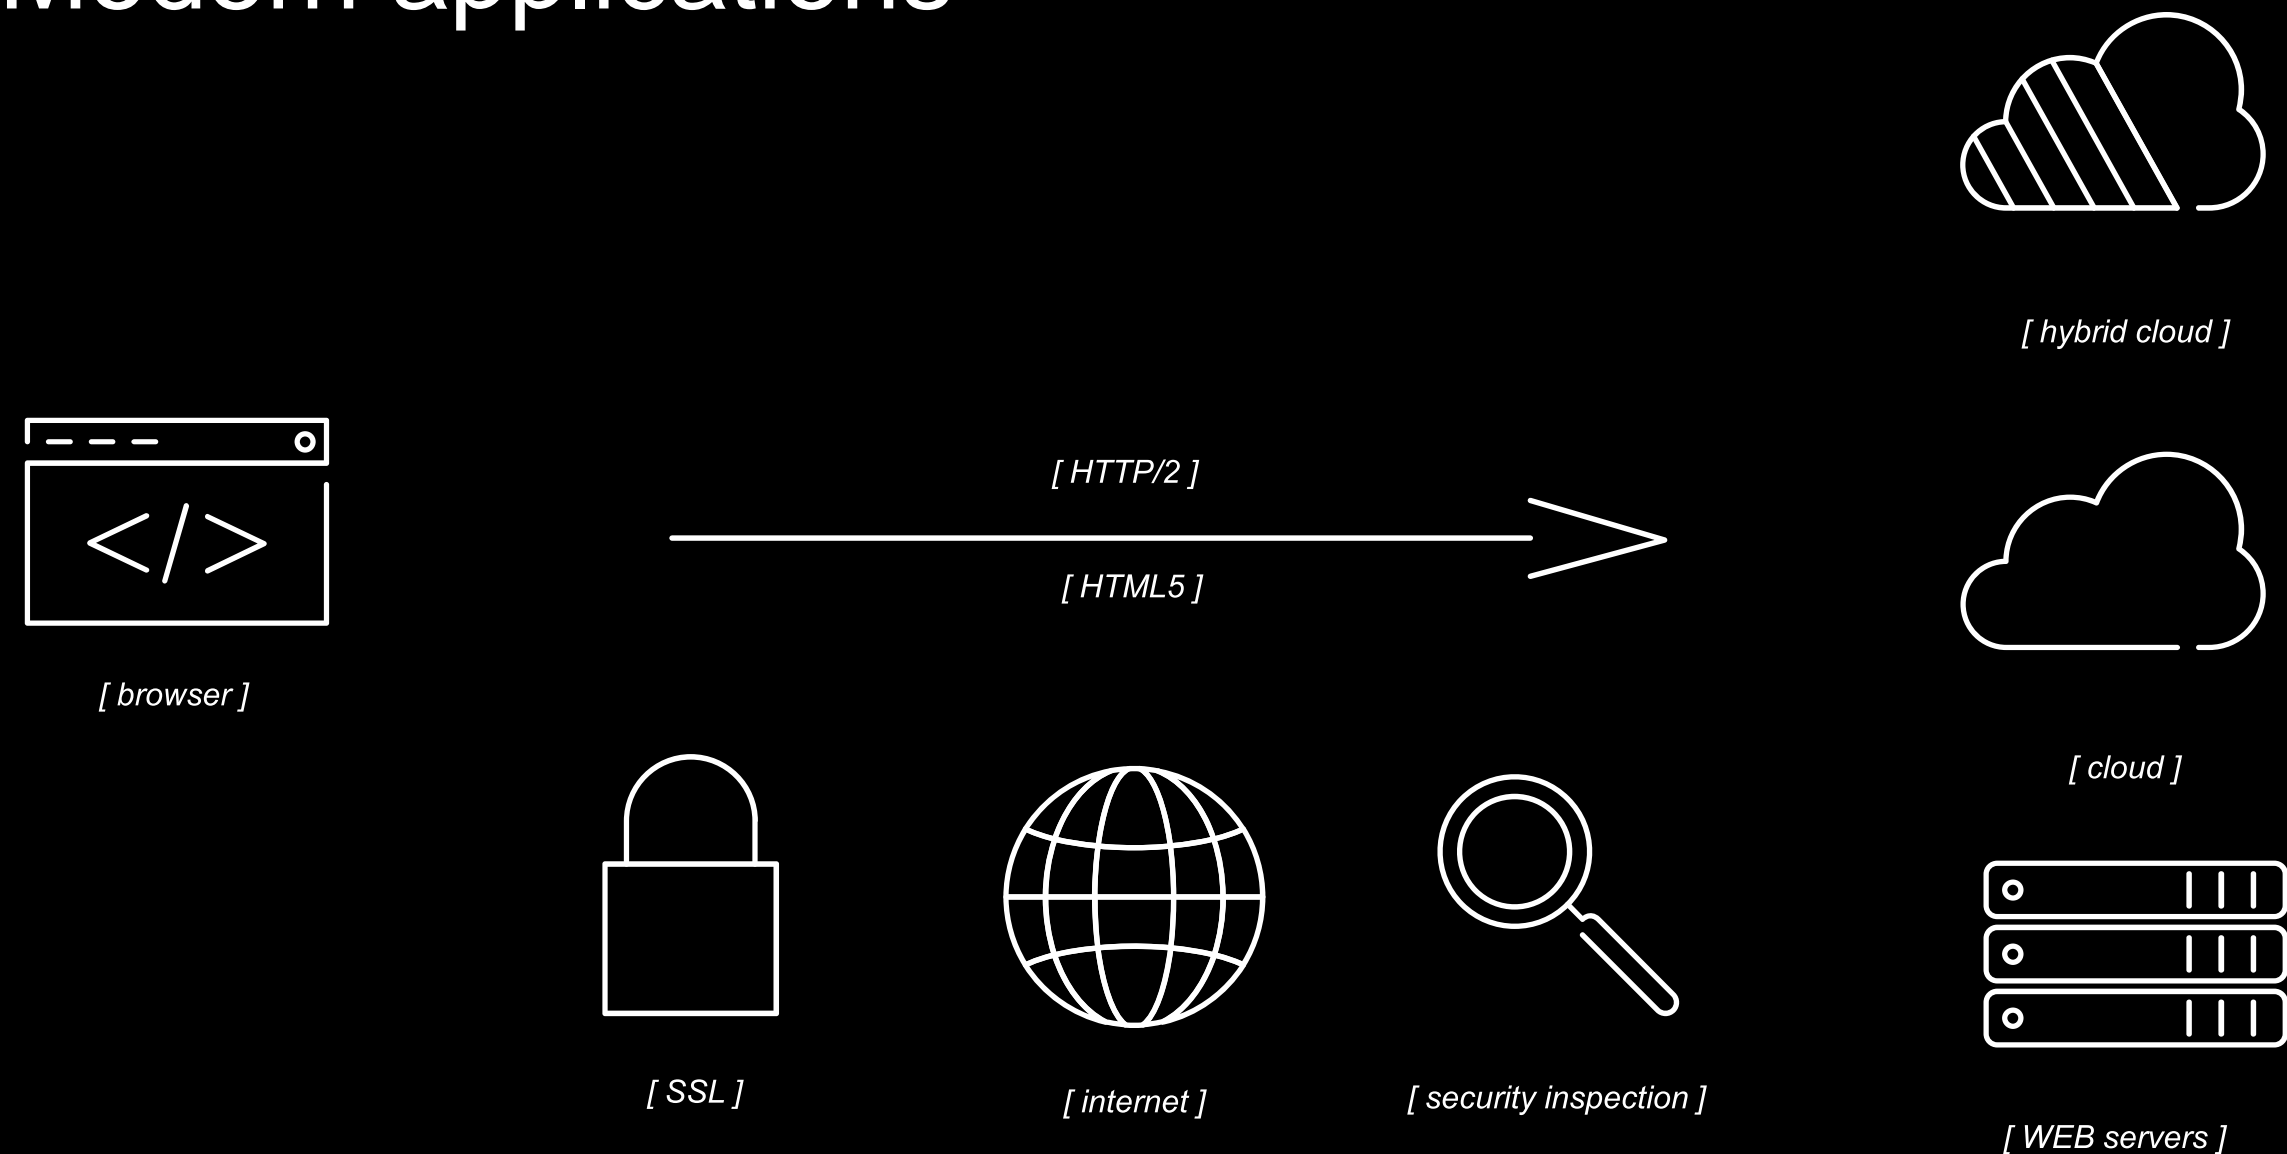 Modern applications
[ hybrid cloud ]
[ HTTP/2 ]
[ HTML5 ]
[ browser ]
[ cloud ]
[ SSL ]
[ internet ]
[ security inspection ]
[ WEB servers ]